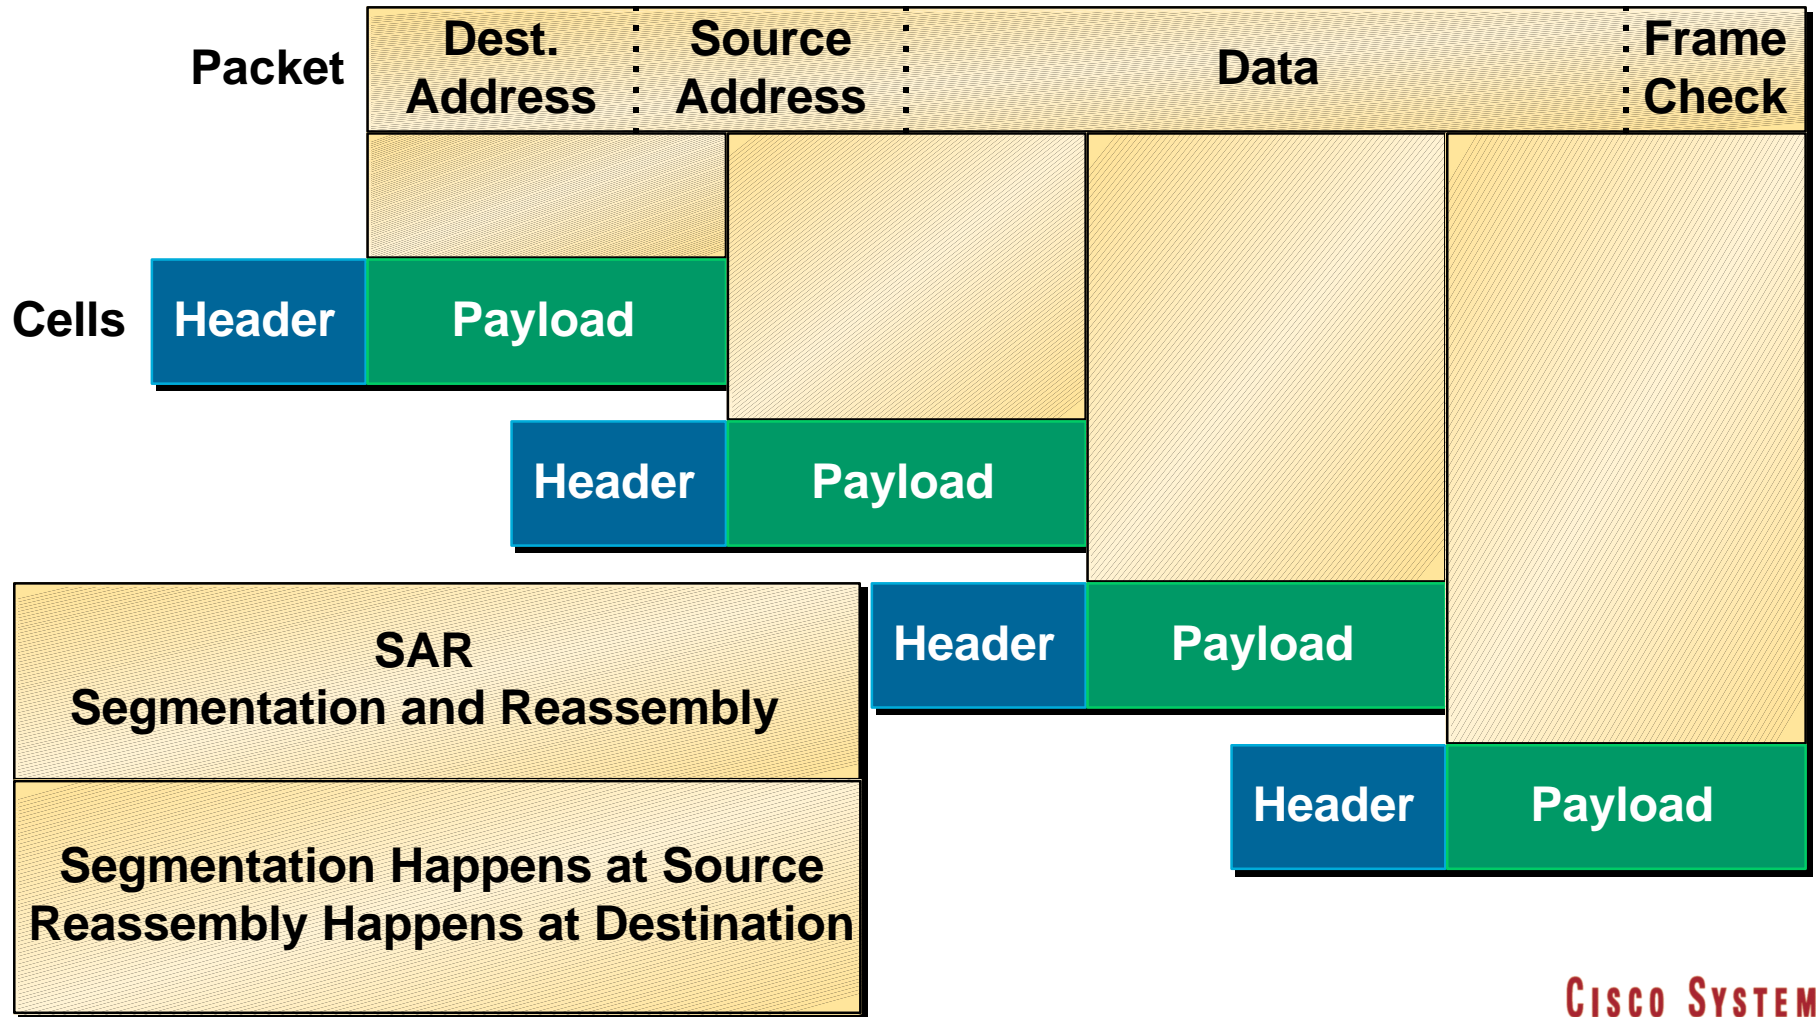 Packet
Dest.
Address
Source
Address
Data
Frame
Check
Cells
Header
Payload
Header
Payload
Header
Payload
Header
Payload
SAR
Segmentation and Reassembly
Segmentation Happens at Source
Reassembly Happens at Destination
CISCO SYSTEM